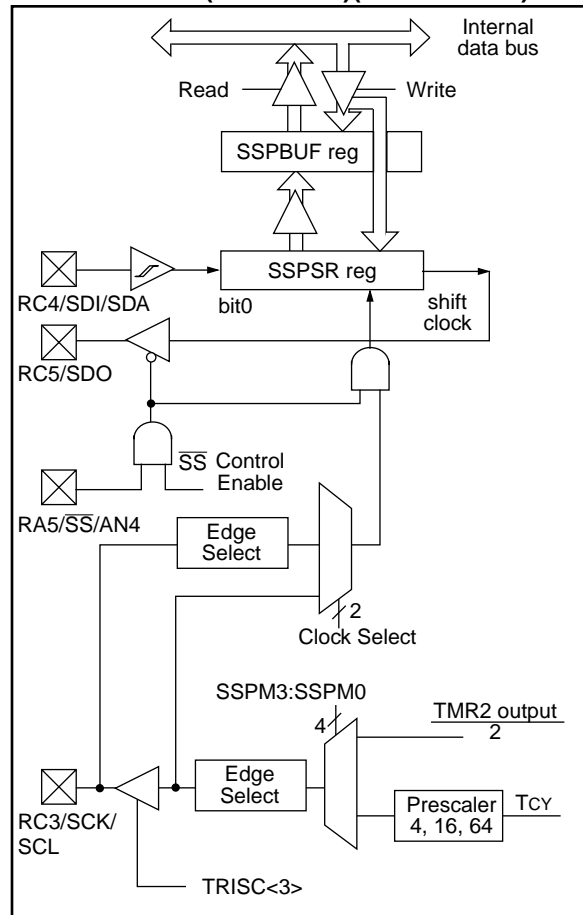 Internal
data bus
Read
Write
SSPBUF reg
SSPSR reg
RC4/SDI/SDA
bit0
shift
clock
RC5/SDO
SS Control
Enable
RA5/SS/AN4
Edge
Select
2
Clock Select
SSPM3:SSPM0
TMR2 output
4
2
Edge
Select
Prescaler
4, 16, 64
TCY
RC3/SCK/
SCL
TRISC<3>